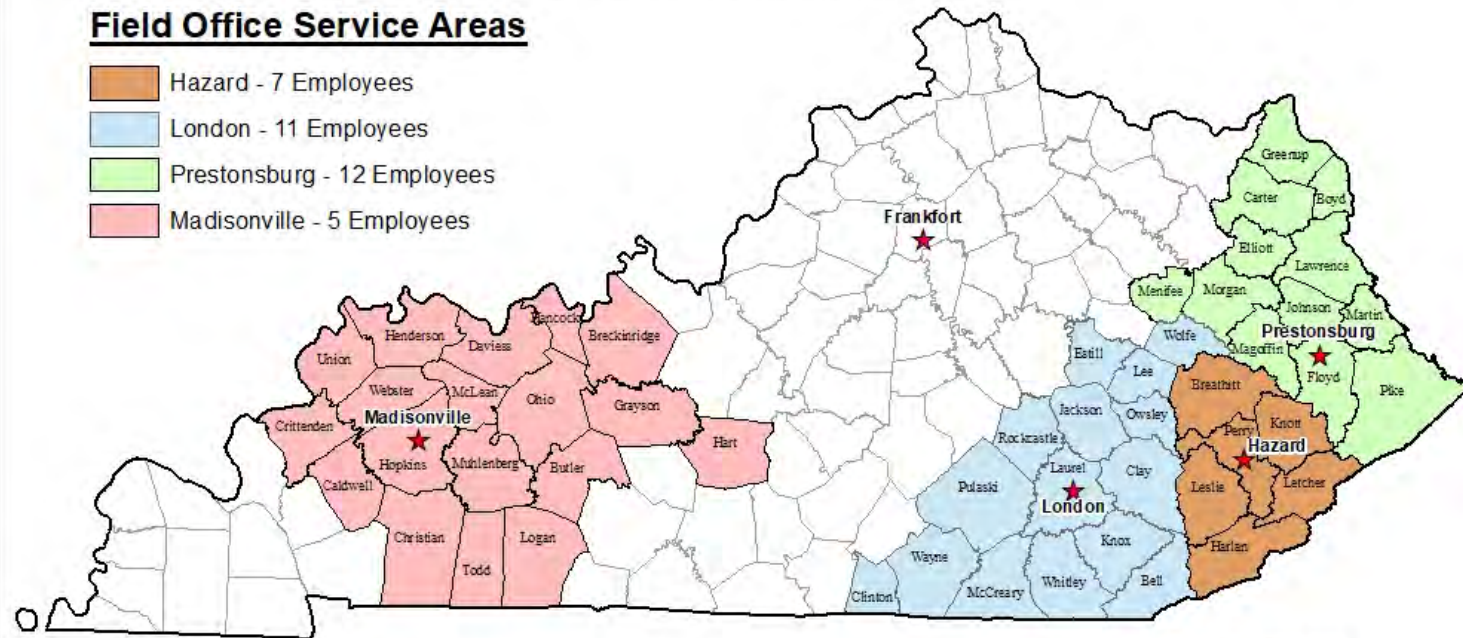 Field Office Service Areas
Hazard - 7 Employees
London - 11 Employees
Prestonsburg - 12 Employees
Madisonville - 5 Employees
Greenup
Carter
Boyd
Frankfort
Elliott
Lawrence
Menifee
Morgan
Johnson
Martin
Hancock
Henderson
Daviess
Breckinridge
Prestonsburg
Wolfe
Magoffin
Estill
Union
Lee
Floyd
Breathitt
Pike
Webster
McLean
Ohio
Grayson
Madisonville
Jackson
Owsley
Crittenden
Hart
Rockcastle
Perry
Knott
Hazard
Hopkins
Muhlenberg
Butler
Laurel
Clay
Caldwell
Pulaski
Leslie
Letcher
London
Christian
Logan
Knox
Harlan
Wayne
Todd
Clinton
McCreary
Whitley
Bell